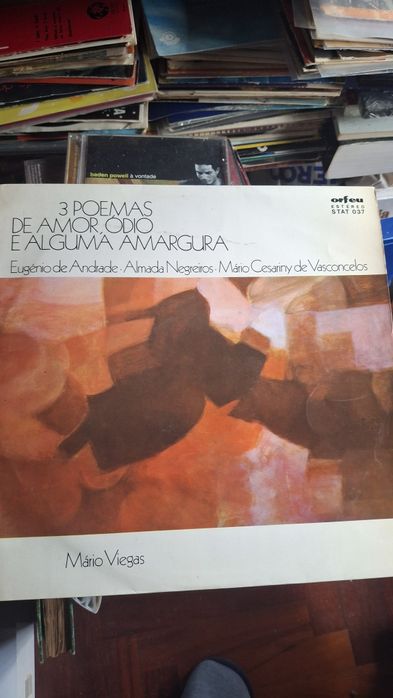 baden powell à vontade
3 POEMAS
DE AMOR, ODIO
E ALGUMA AMARGURA
orfeu
ESTEREO
STAT 037
Eugénio de Andrade · Almada Negreiros · Mário Cesariny de Vasconcelos
Mário Viegas